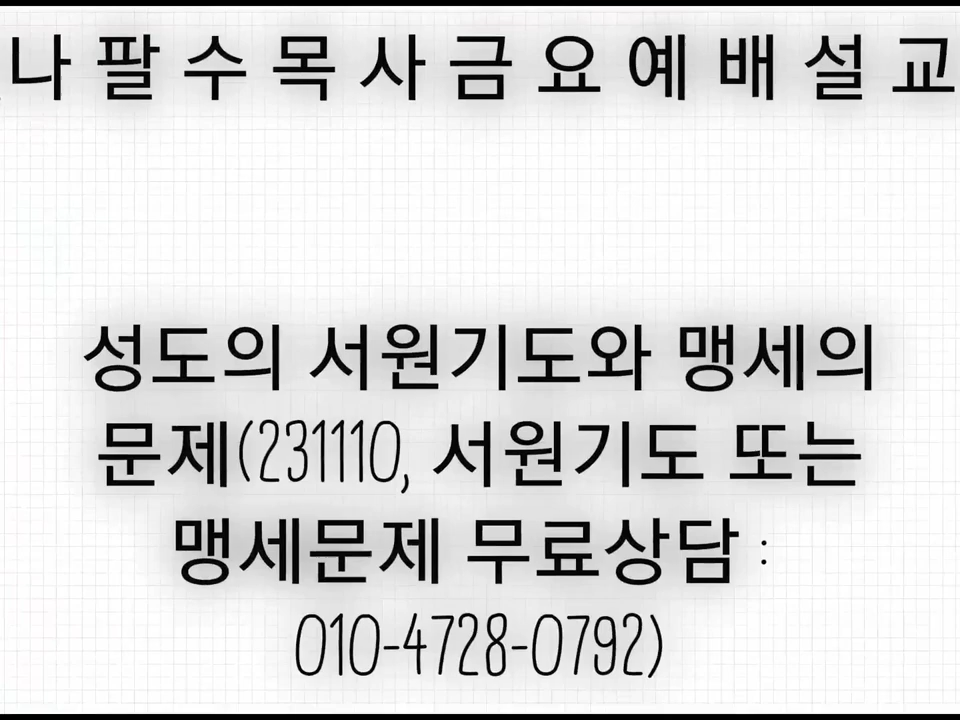 나팔수목사금요예배설교
성도의 서원기도와 맹세의
문제(231110, 서원기도 또는
맹세문제 무료상담 :
010-4728-0792)